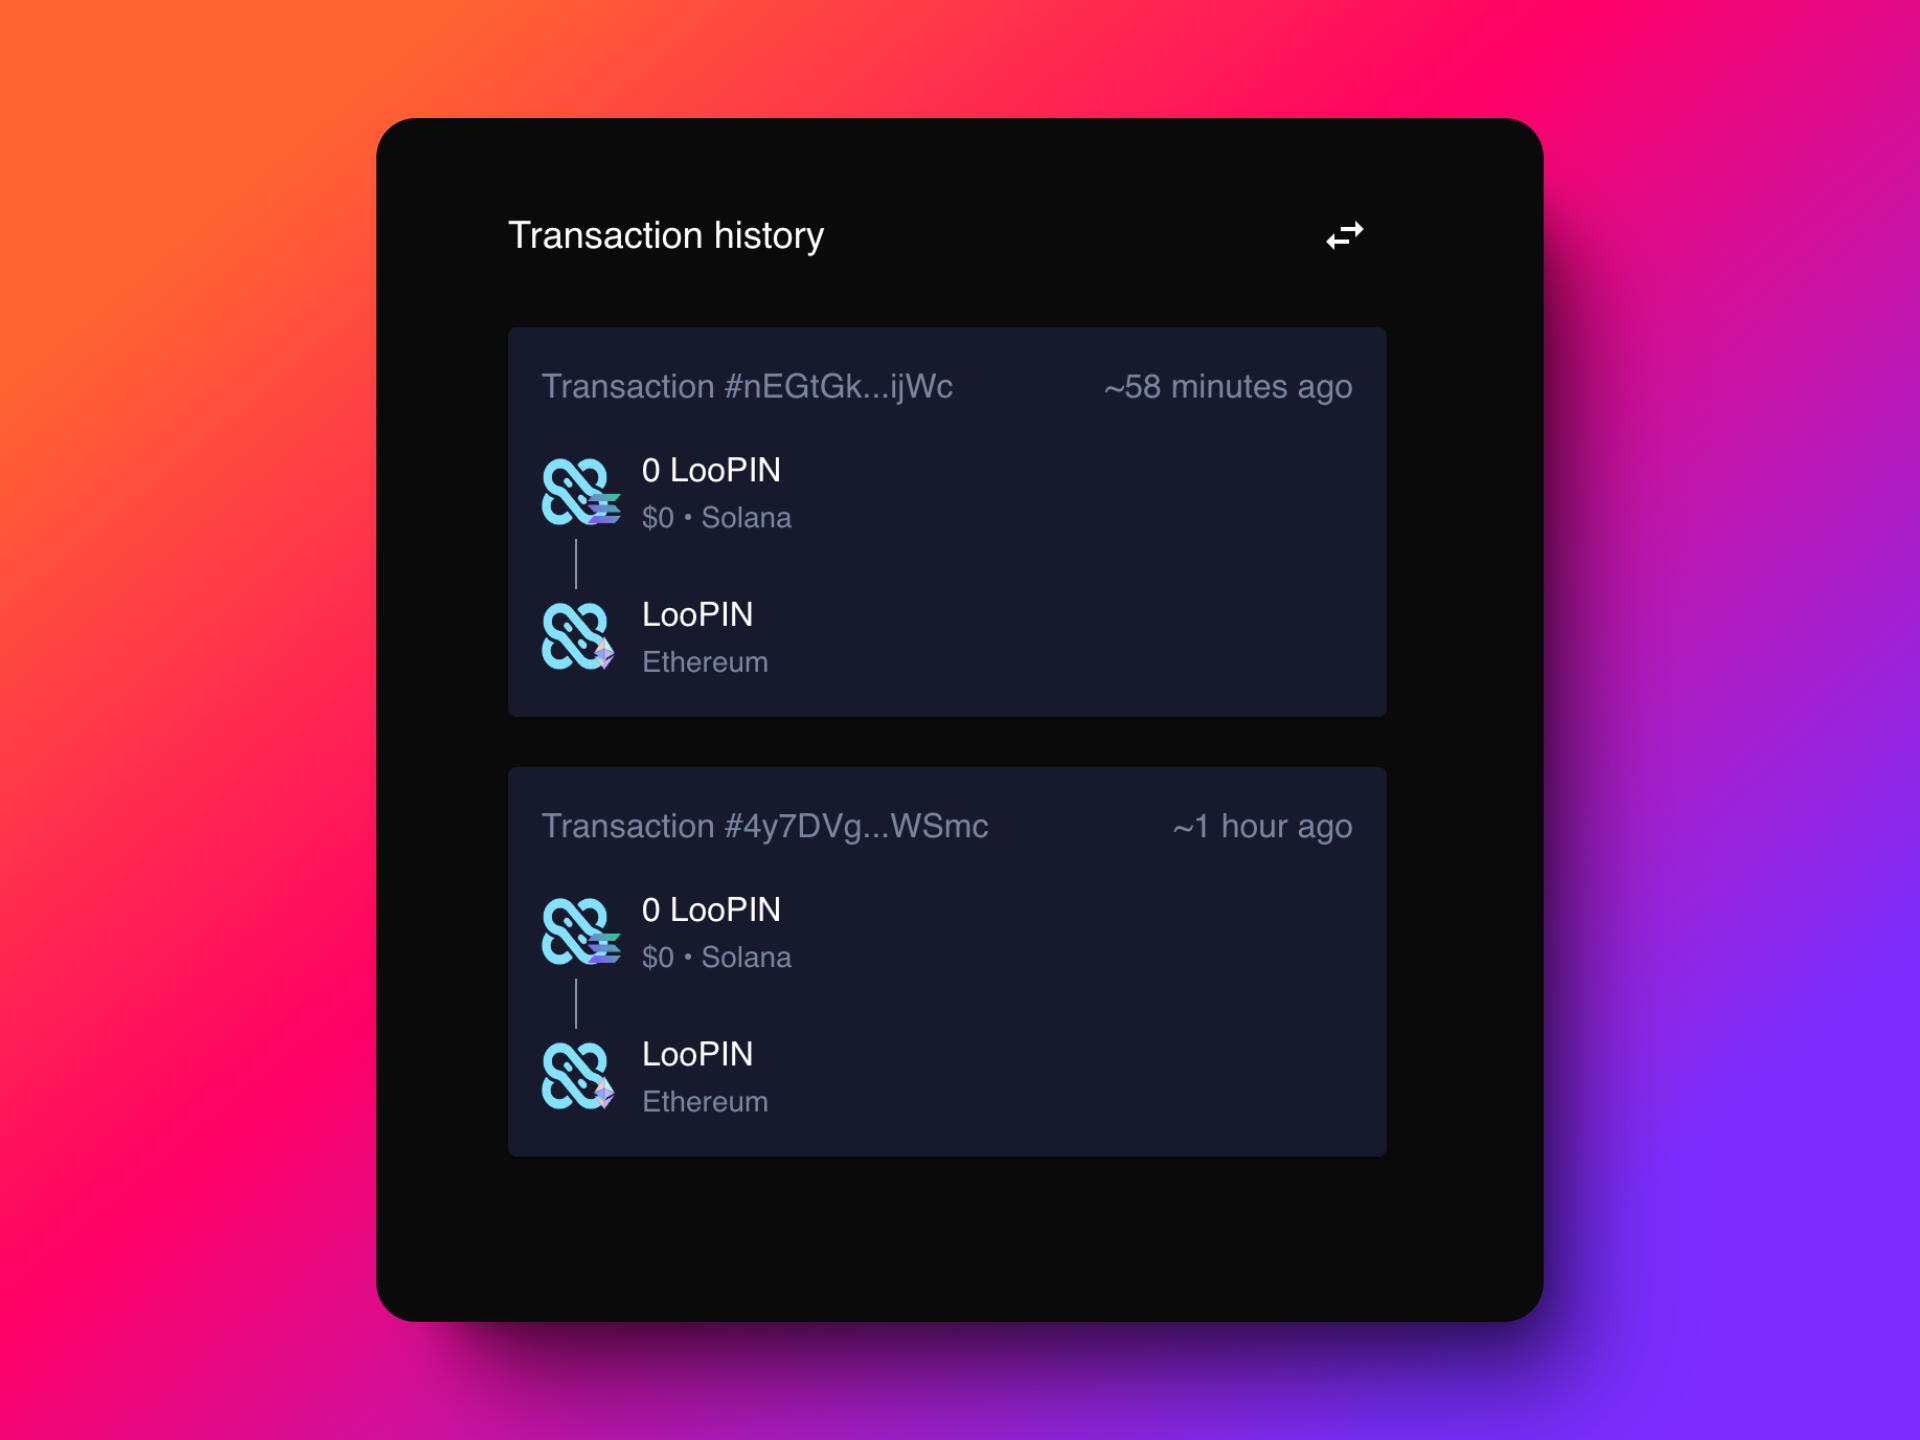 Transaction history
Transaction #nEGtGk...ijWc ~58 minutes ago
0 LooPIN
$0 • Solana
LooPIN
Ethereum
Transaction #4y7DVg...WSmc ~1 hour ago
0 LooPIN
$0 • Solana
LooPIN
Ethereum